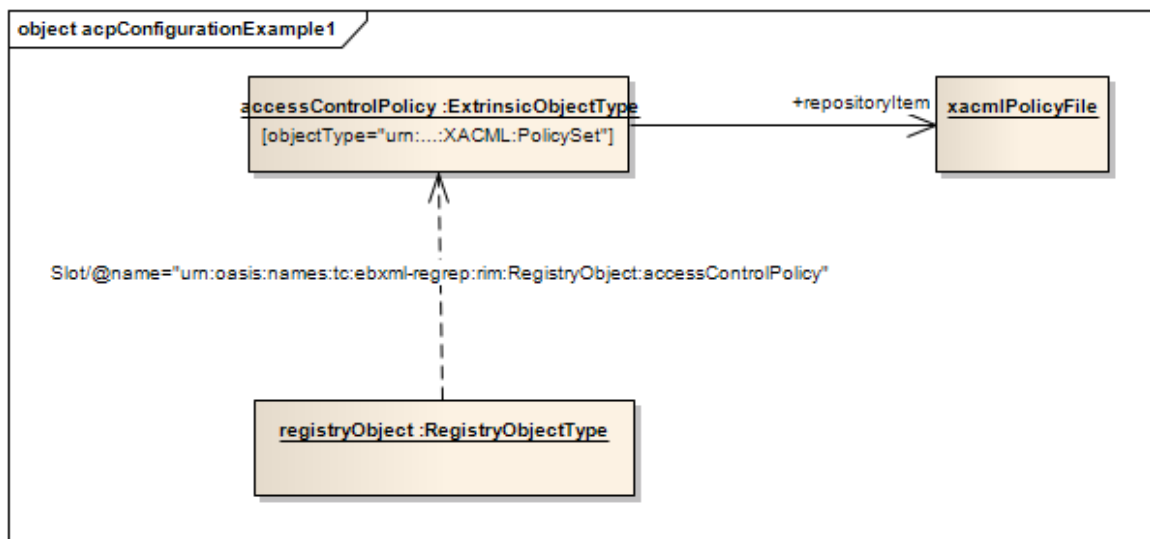 object acpConfigurationExample1
accessControlPolicy :ExtrinsicObjectType
[objectType="urn:...:XACML:PolicySet"]
+repositoryItem
xacmlPolicyFile
Slot/@name="urn:oasis:names:tc:ebxml-regrep:rim:RegistryObject:accessControlPolicy"
registryObject :RegistryObjectType